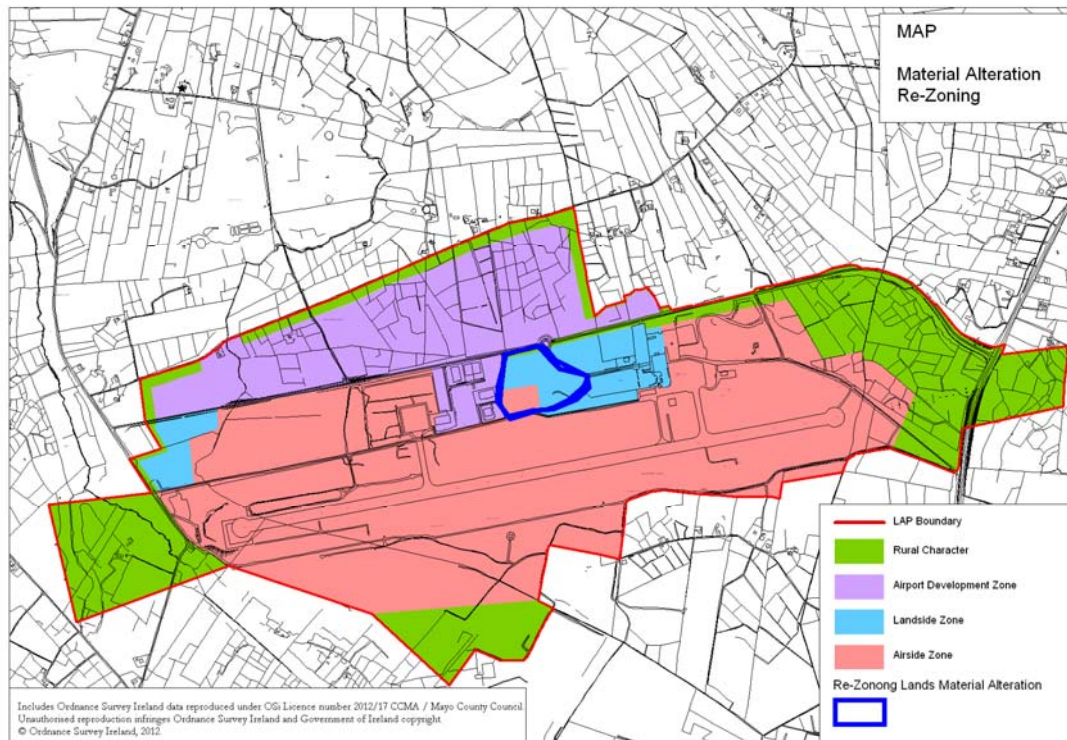 MAP
Material Alteration
Re-Zoning
LAP Boundary
Rural Character
Airport Development Zone
Landside Zone
Airside Zone
Re-Zonong Lands Material Alteration
Includes Ordnance Survey Ireland data reproduced under OSi Licence number 2012/17 CCMA / Mayo County Council.
Unauthorised reproduction infringes Ordnance Survey Ireland and Government of Ireland copyright.
© Ordnance Survey Ireland, 2012.